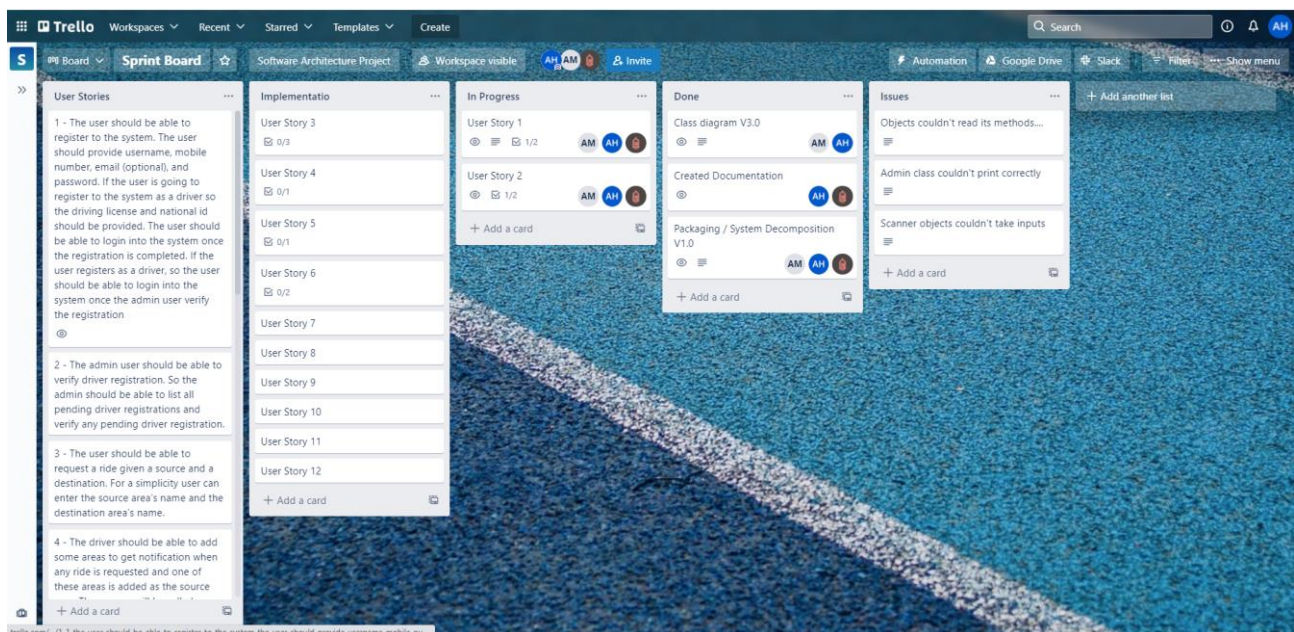 Trello
Workspaces
Recent
Starred
Templates
Create
Search
AH
S
Board
Sprint Board
Software Architecture Project
Workspace visible
AH
AM
Invite
Automation
Google Drive
Slack
Filter
Show menu
User Stories
1 - The user should be able to
register to the system. The user
should provide username, mobile
number, email (optional), and
password. If the user is going to
register to the system as a driver so
the driving license and national id
should be provided. The user should
be able to login into the system once
the registration is completed. If the
user registers as a driver, so the user
should be able to login into the
system once the admin user verify
the registration
2 - The admin user should be able to
verify driver registration. So the
admin should be able to list all
pending driver registrations and
verify any pending driver registration.
3 - The user should be able to
request a ride given a source and a
destination. For a simplicity user can
enter the source area's name and the
destination area's name.
4 - The driver should be able to add
some areas to get notification when
any ride is requested and one of
these areas is added as the source
+ Add a card
Implementatio
User Story 3
0/3
User Story 4
0/1
User Story 5
0/1
User Story 6
0/2
User Story 7
User Story 8
User Story 9
User Story 10
User Story 11
User Story 12
+ Add a card
In Progress
User Story 1
1/2
AM
AH
User Story 2
1/2
AM
AH
+ Add a card
Done
Class diagram V3.0
AM
AH
Created Documentation
AH
Packaging / System Decomposition
V1.0
AM
AH
+ Add a card
Issues
Objects couldn't read its methods....
Admin class couldn't print correctly
Scanner objects couldn't take inputs
+ Add a card
+ Add another list